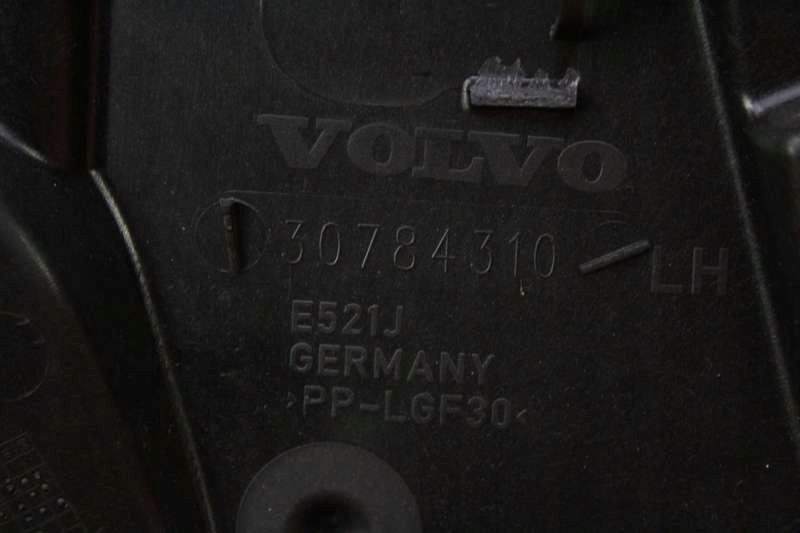 VOLVO
30784310 LH
E521J
GERMANY
>PP-LGF30<